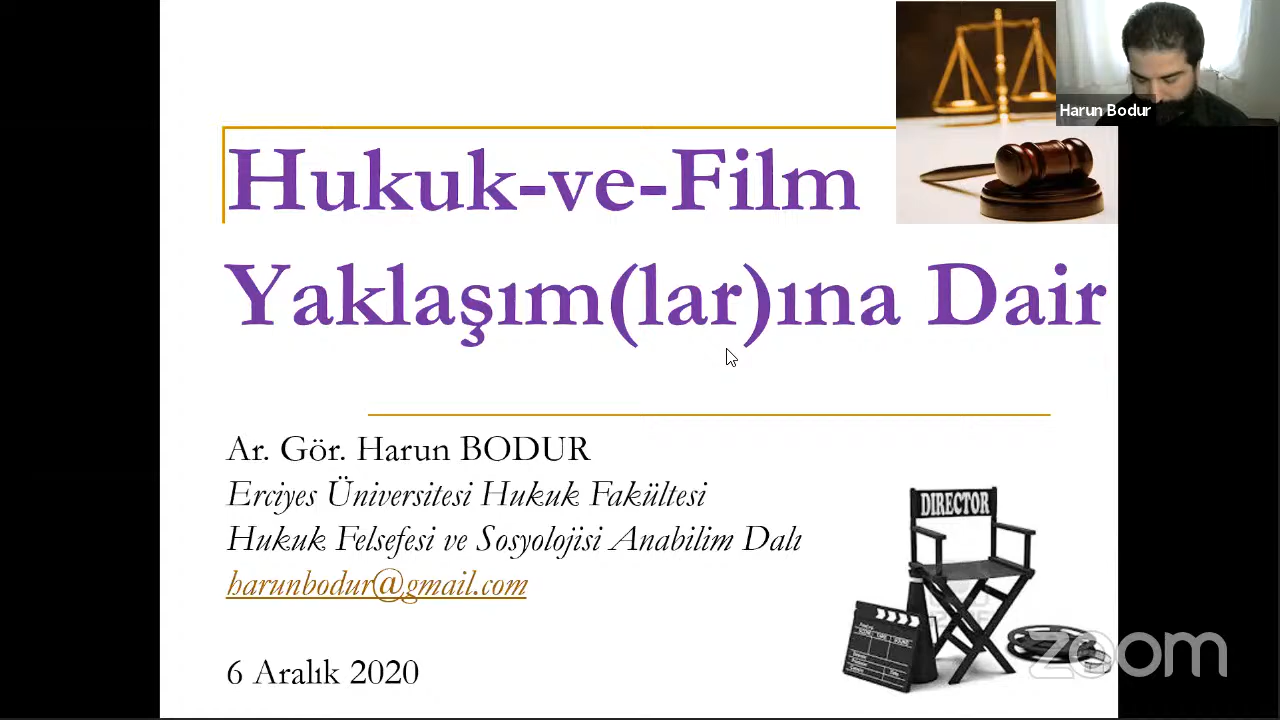 Harun Bodur
Hukuk-ve-Film
Yaklaşım(lar)ına Dair
Ar. Gör. Harun BODUR
Erciyes Üniversitesi Hukuk Fakültesi
Hukuk Felsefesi ve Sosyolojisi Anabilim Dalı
harunbodur@gmail.com
6 Aralık 2020
DIRECTOR
zoom